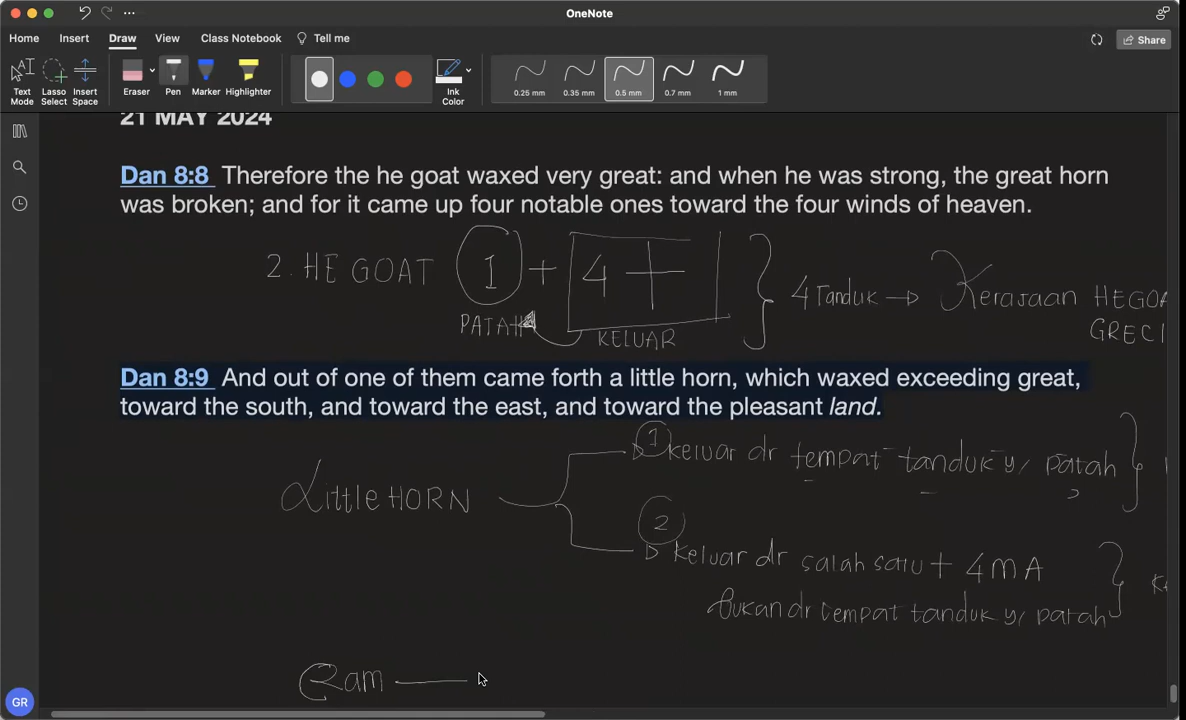 OneNote
Home Insert Draw View Class Notebook Tell me
Share
Text Mode
Lasso Select
Insert Space
Eraser
Pen
Marker
Highlighter
Ink Color
0.25 mm
0.35 mm
0.5 mm
0.7 mm
1 mm
21 MAY 2024
Dan 8:8 Therefore the he goat waxed very great: and when he was strong, the great horn
was broken; and for it came up four notable ones toward the four winds of heaven.
2. HE GOAT 1 + 4 + } 4 Tanduk → Kerajaan HEGOA
PATAH KELUAR GRECI
Dan 8:9 And out of one of them came forth a little horn, which waxed exceeding great,
toward the south, and toward the east, and toward the pleasant land.
1 keluar dr tempat tanduk y, patah
Little HORN
2
keluar dr salah satu + 4 mA
bukan dr tempat tanduk y, patah
Ram
GR